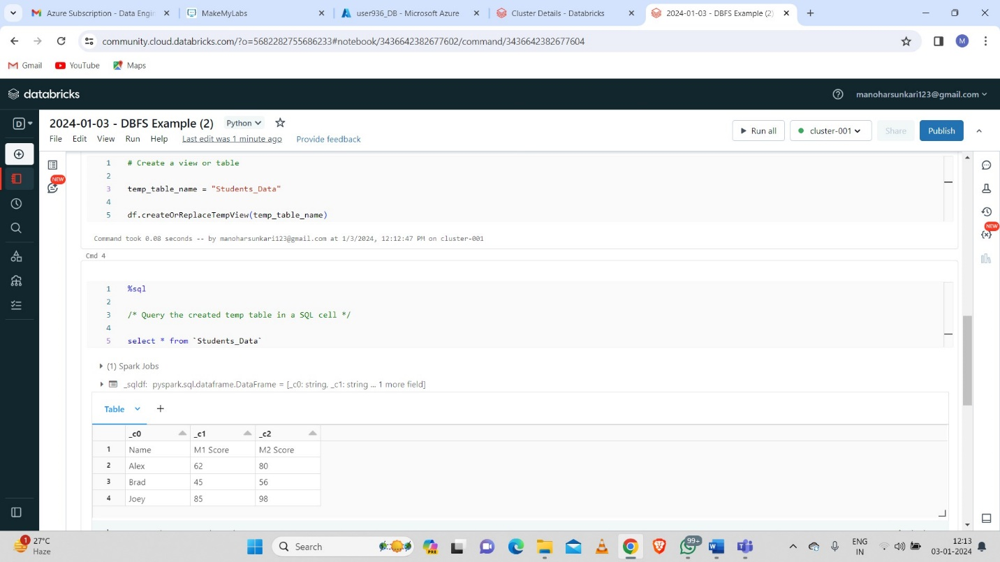 Azure Subscription - Data Engin
MakeMyLabs
user936_DB - Microsoft Azure
Cluster Details - Databricks
2024-01-03 - DBFS Example (2)
community.cloud.databricks.com/?o=5682282755686233#notebook/3436642382677602/command/3436642382677604
M
Gmail
YouTube
Maps
databricks
manoharsunkari123@gmail.com
D
2024-01-03 - DBFS Example (2)
Python
File Edit View Run Help Last edit was 1 minute ago Provide feedback
Run all
cluster-001
Share
Publish
NEW
NEW
1 # Create a view or table
2
3 temp_table_name = "Students_Data"
4
5 df.createOrReplaceTempView(temp_table_name)
Command took 0.08 seconds -- by manoharsunkari123@gmail.com at 1/3/2024, 12:12:47 PM on cluster-001
Cmd 4
1 %sql
2
3 /* Query the created temp table in a SQL cell */
4
5 select * from `Students_Data`
(1) Spark Jobs
_sqldf: pyspark.sql.dataframe.DataFrame = [_c0: string, _c1: string ... 1 more field]
Table
_c0 _c1 _c2
1 Name M1 Score M2 Score
2 Alex 62 80
3 Brad 45 56
4 Joey 85 98
1
27°C
Haze
Search
PRE
99+
ENG
IN
12:13
03-01-2024